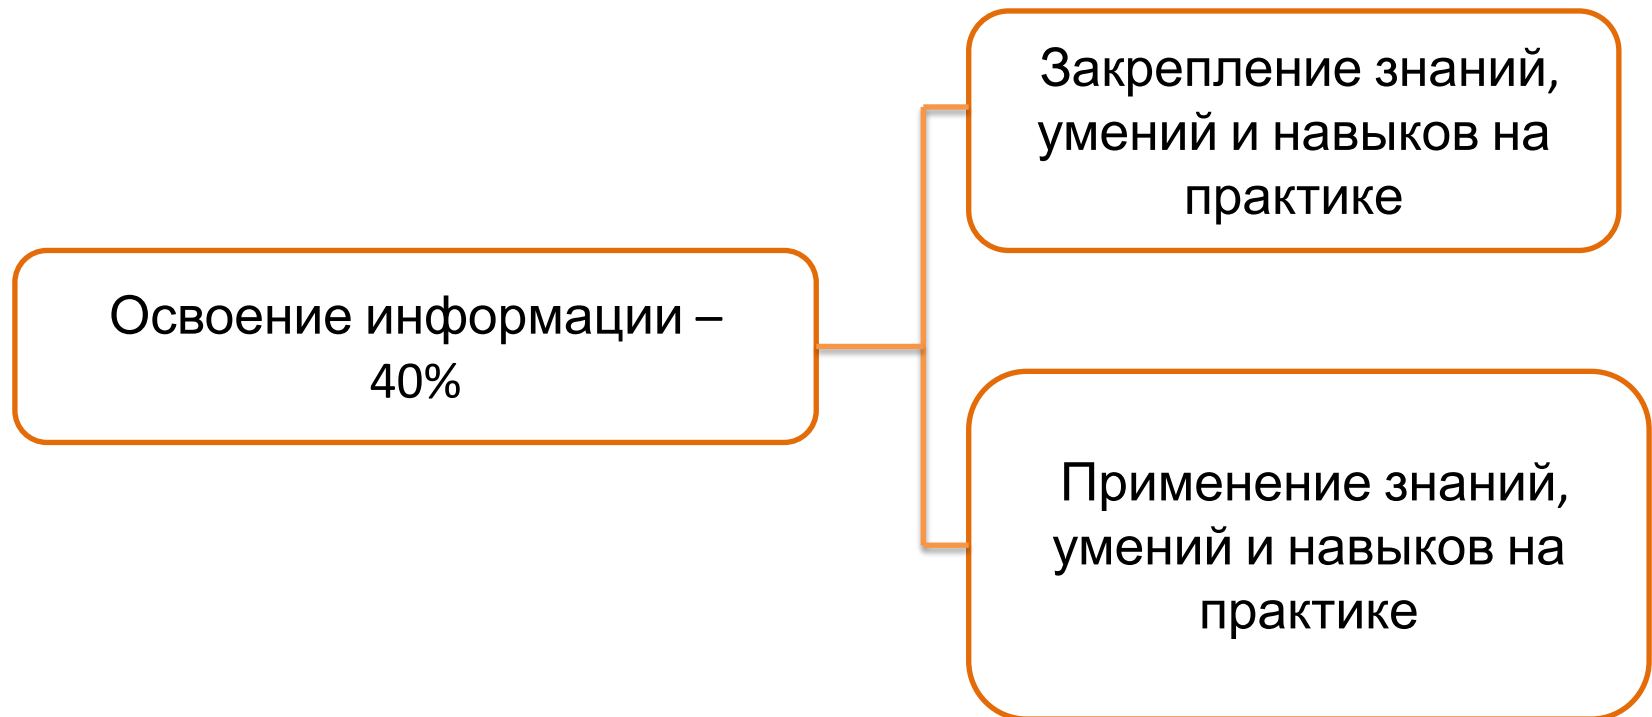 Закрепление знаний,
умений и навыков на
практике
Освоение информации –
40%
Применение знаний,
умений и навыков на
практике